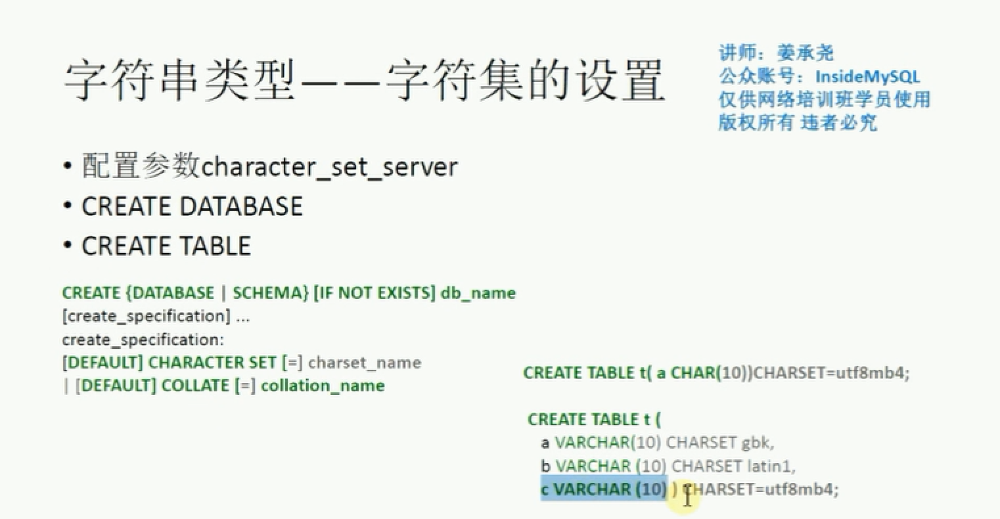 字符串类型——字符集的设置
讲师：姜承尧
公众账号：InsideMySQL
仅供网络培训班学员使用
版权所有 违者必究
• 配置参数character_set_server
• CREATE DATABASE
• CREATE TABLE
CREATE {DATABASE | SCHEMA} [IF NOT EXISTS] db_name
[create_specification] ...
create_specification:
[DEFAULT] CHARACTER SET [=] charset_name
| [DEFAULT] COLLATE [=] collation_name
CREATE TABLE t( a CHAR(10))CHARSET=utf8mb4;
CREATE TABLE t (
a VARCHAR(10) CHARSET gbk,
b VARCHAR (10) CHARSET latin1,
c VARCHAR (10) ) CHARSET=utf8mb4;